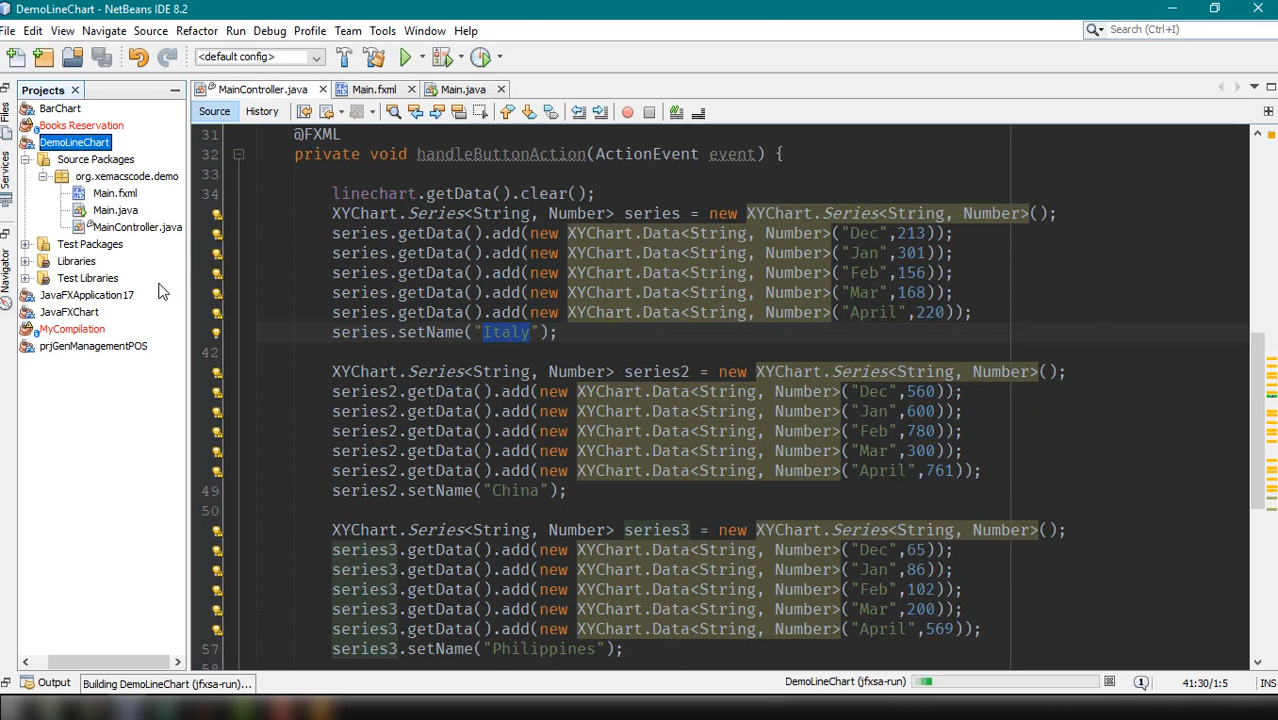 DemoLineChart - NetBeans IDE 8.2
File Edit View Navigate Source Refactor Run Debug Profile Team Tools Window Help
Search (Ctrl+I)
<default config>
Projects
MainController.java
Main.fxml
Main.java
Files
Services
Navigator
BarChart
Books Reservation
DemoLineChart
Source Packages
org.xemacscode.demo
Main.fxml
Main.java
MainController.java
Test Packages
Libraries
Test Libraries
JavaFXApplication17
JavaFXChart
MyCompilation
prjGenManagementPOS
Source History
31 @FXML
32 private void handleButtonAction(ActionEvent event) {
33
34 linechart.getData().clear();
XYChart.Series<String, Number> series = new XYChart.Series<String, Number>();
series.getData().add(new XYChart.Data<String, Number>("Dec",213));
series.getData().add(new XYChart.Data<String, Number>("Jan",301));
series.getData().add(new XYChart.Data<String, Number>("Feb",156));
series.getData().add(new XYChart.Data<String, Number>("Mar",168));
series.getData().add(new XYChart.Data<String, Number>("April",220));
series.setName("Italy");
42
XYChart.Series<String, Number> series2 = new XYChart.Series<String, Number>();
series2.getData().add(new XYChart.Data<String, Number>("Dec",560));
series2.getData().add(new XYChart.Data<String, Number>("Jan",600));
series2.getData().add(new XYChart.Data<String, Number>("Feb",780));
series2.getData().add(new XYChart.Data<String, Number>("Mar",300));
series2.getData().add(new XYChart.Data<String, Number>("April",761));
49 series2.setName("China");
50
XYChart.Series<String, Number> series3 = new XYChart.Series<String, Number>();
series3.getData().add(new XYChart.Data<String, Number>("Dec",65));
series3.getData().add(new XYChart.Data<String, Number>("Jan",86));
series3.getData().add(new XYChart.Data<String, Number>("Feb",102));
series3.getData().add(new XYChart.Data<String, Number>("Mar",200));
series3.getData().add(new XYChart.Data<String, Number>("April",569));
57 series3.setName("Philippines");
58
Output
Building DemoLineChart (jfxsa-run)...
DemoLineChart (jfxsa-run)
41:30/1:5
INS